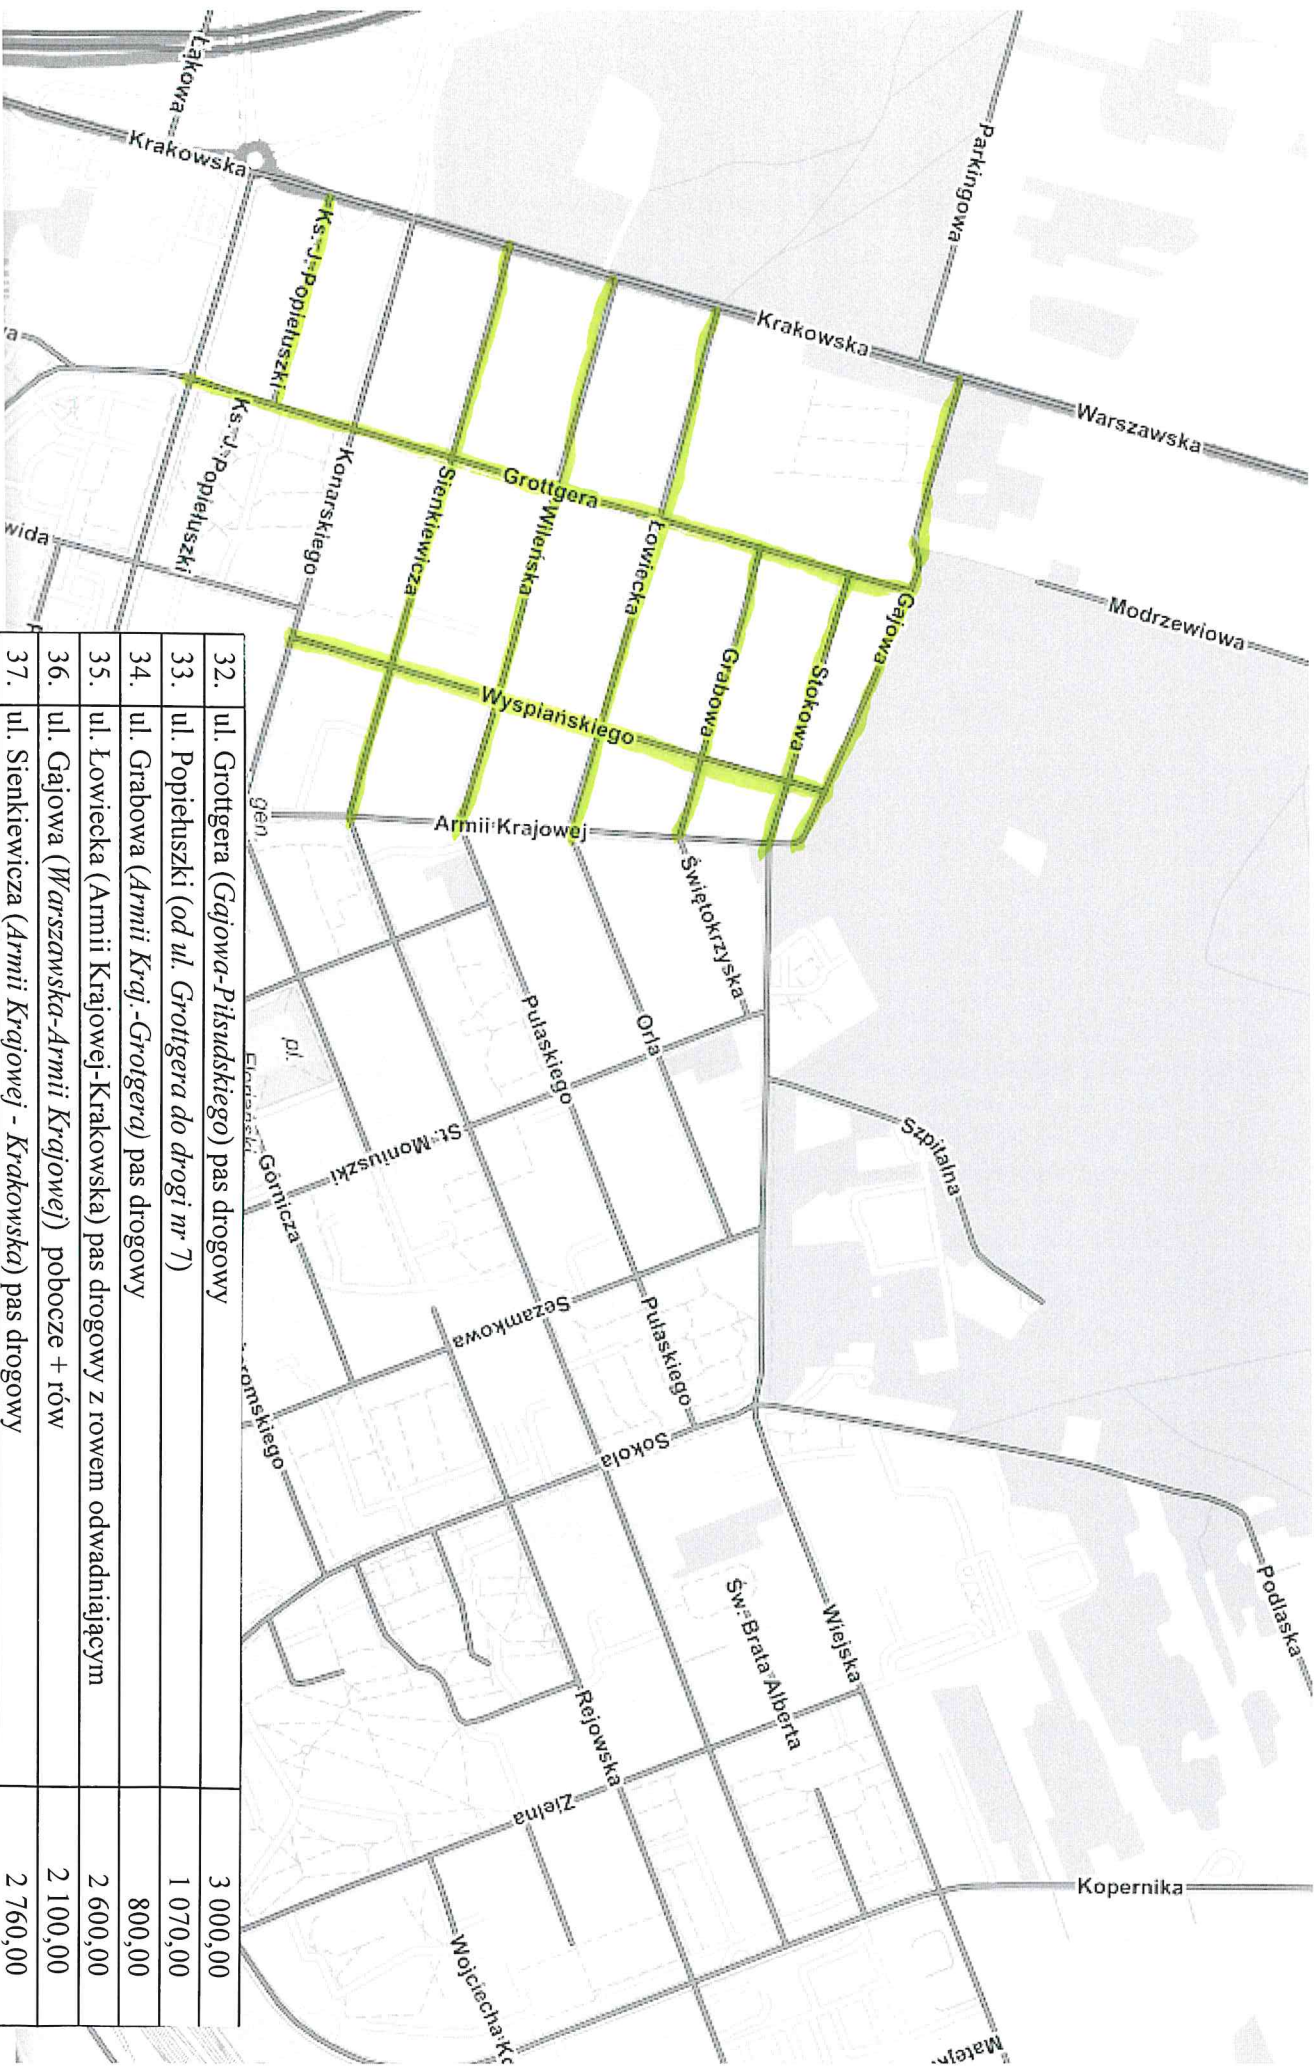 Łąkowa
Krakowska
Parkingowa
Krakowska
Warszawska
Ks. J. Popiełuszki
Ks. J. Popiełuszki
Konarskiego
Sienkiewicza
Grottgera
Wileńska
Łowiecka
Grabowa
Stokowa
Gajowa
Modrzewiowa
Wyspiańskiego
Armii Krajowej
gen.
pl.
Świętokrzyska
Orla
Pułaskiego
St. Moniuszki
Górnicza
Szpitalna
Sezamkowa
Pułaskiego
Sokola
Św. Brata Alberta
Wiejska
Podlaska
Rejowska
Zielna
Kopernika
32. ul. Grottgera (Gajowa-Piłsudskiego) pas drogowy 3 000,00
33. ul. Popiełuszki (od ul. Grottgera do drogi nr 7) 1 070,00
34. ul. Grabowa (Armii Kraj.-Grotgera) pas drogowy 800,00
35. ul. Łowiecka (Armii Krajowej-Krakowska) pas drogowy z rowem odwadniającym 2 600,00
36. ul. Gajowa (Warszawska-Armii Krajowej) pobocze + rów 2 100,00
37. ul. Sienkiewicza (Armii Krajowej - Krakowska) pas drogowy 2 760,00